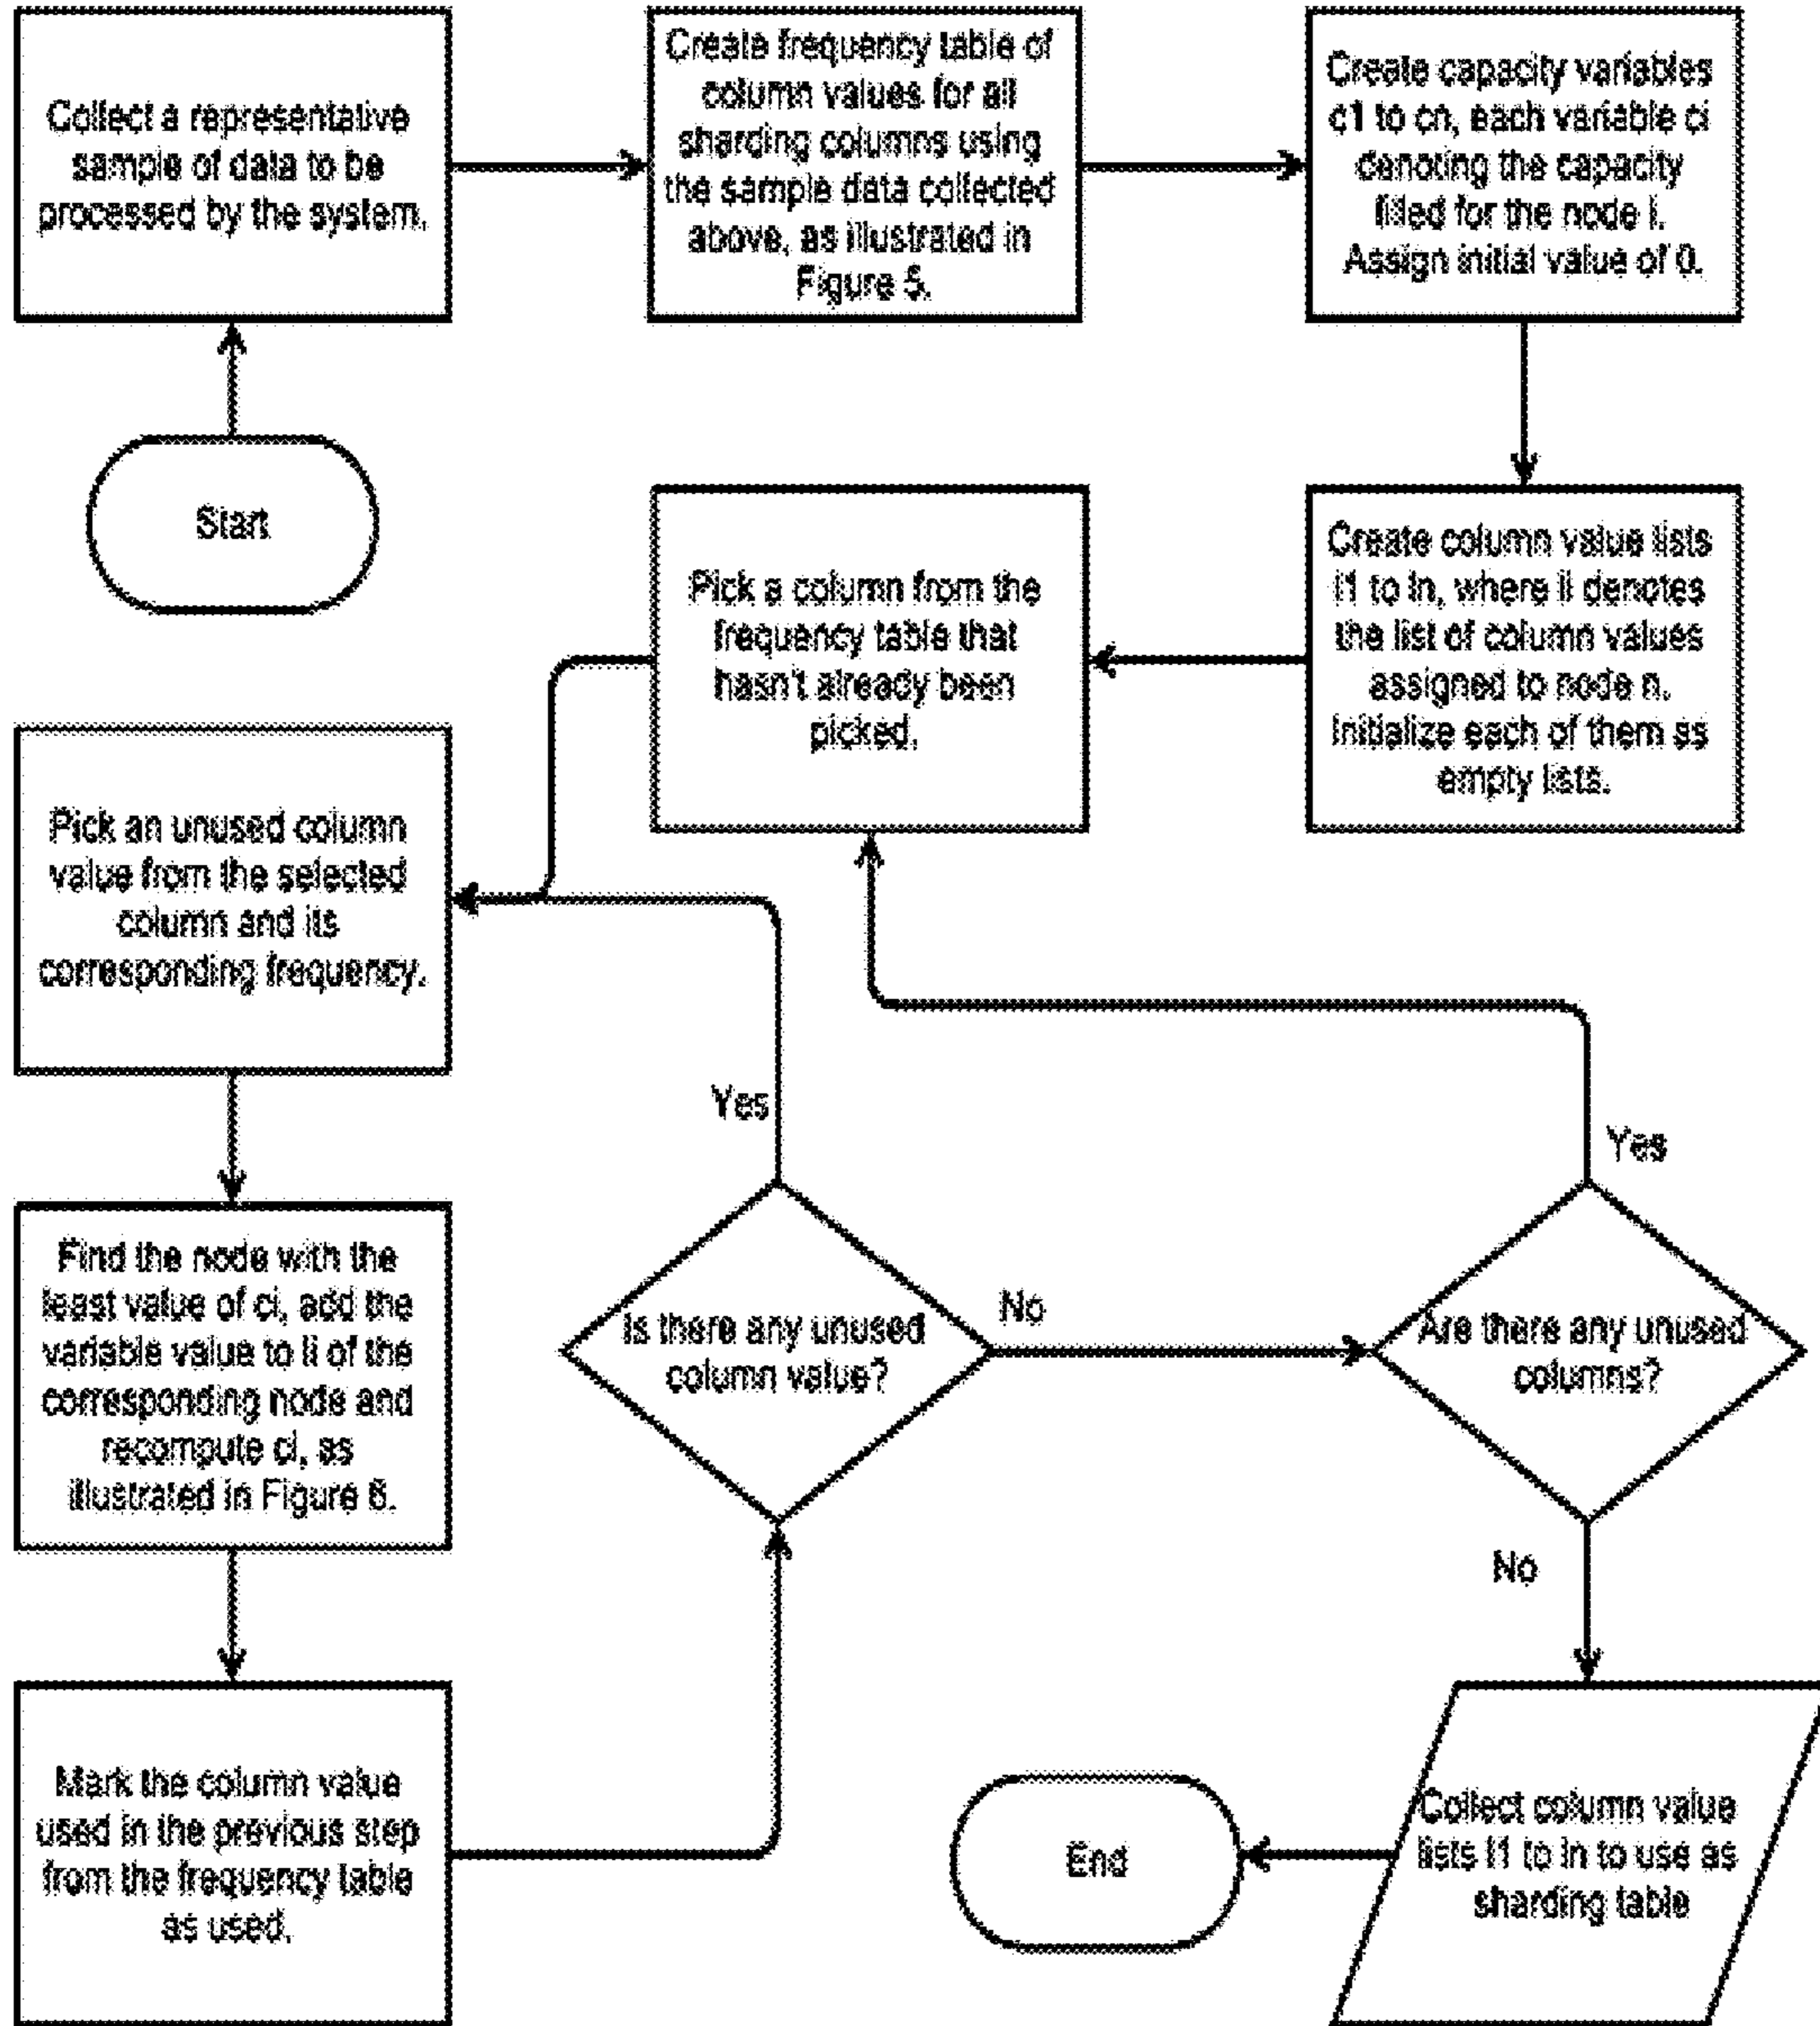 Start
Collect a representative
sample of data to be
processed by the system.
Create frequency table of
column values for all
sharding columns using
the sample data collected
above, as illustrated in
Figure 5.
Create capacity variables
c1 to cn, each variable ci
denoting the capacity
filled for the node i.
Assign initial value of 0.
Create column value lists
l1 to ln, where li denotes
the list of column values
assigned to node n.
Initialize each of them as
empty lists.
Pick a column from the
frequency table that
hasn't already been
picked.
Pick an unused column
value from the selected
column and its
corresponding frequency.
Find the node with the
least value of ci, add the
variable value to li of the
corresponding node and
recompute ci, as
illustrated in Figure 6.
Mark the column value
used in the previous step
from the frequency table
as used.
Is there any unused
column value?
Yes
No
Are there any unused
columns?
Yes
No
Collect column value
lists l1 to ln to use as
sharding table
End